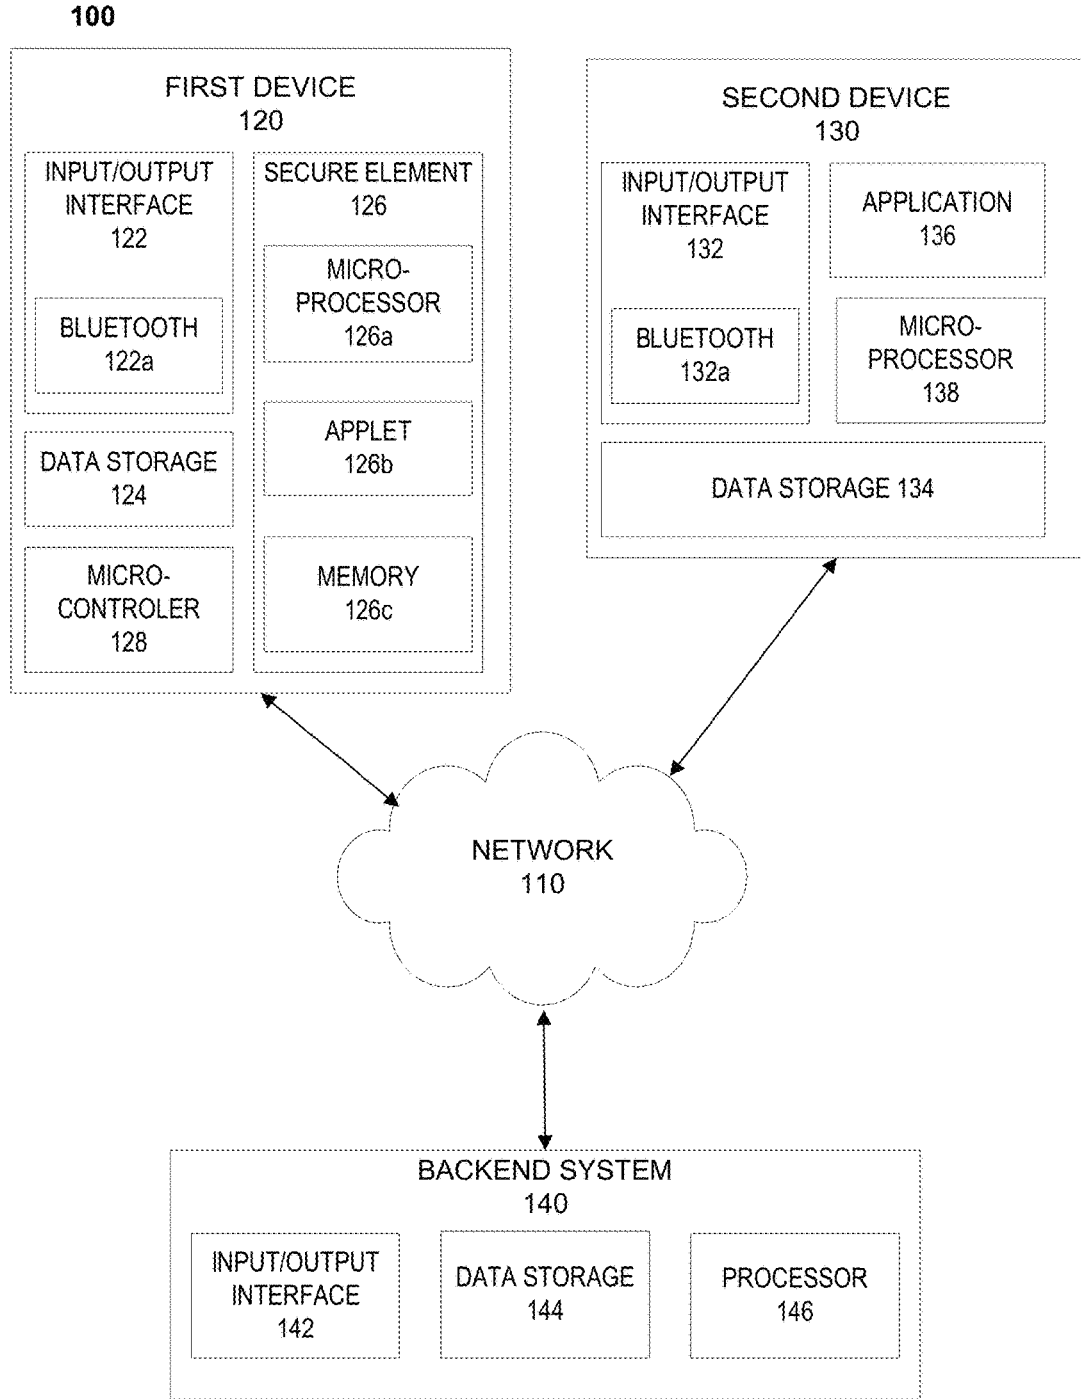 100
FIRST DEVICE
120
INPUT/OUTPUT
INTERFACE
122
BLUETOOTH
122a
DATA STORAGE
124
MICRO-
CONTROLER
128
SECURE ELEMENT
126
MICRO-
PROCESSOR
126a
APPLET
126b
MEMORY
126c
SECOND DEVICE
130
INPUT/OUTPUT
INTERFACE
132
BLUETOOTH
132a
APPLICATION
136
MICRO-
PROCESSOR
138
DATA STORAGE 134
NETWORK
110
BACKEND SYSTEM
140
INPUT/OUTPUT
INTERFACE
142
DATA STORAGE
144
PROCESSOR
146